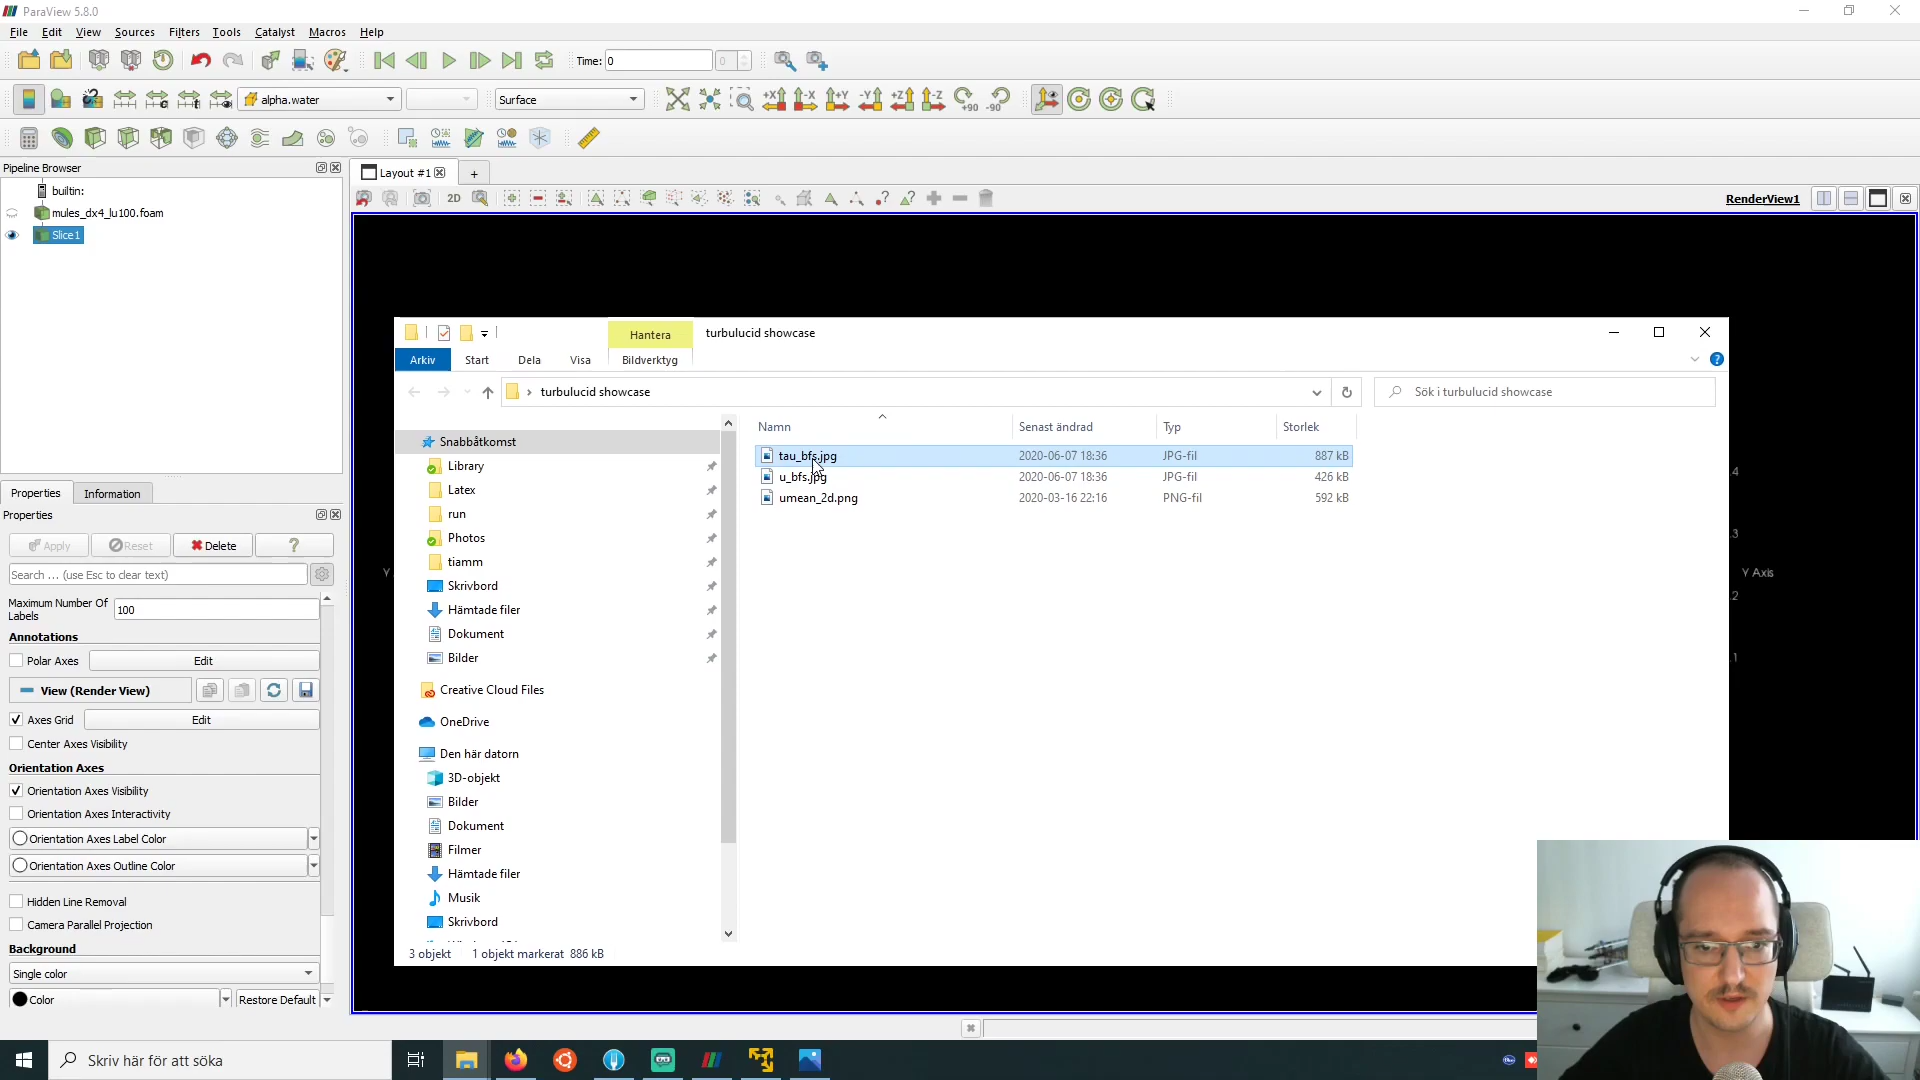 ParaView 5.8.0
File Edit View Sources Filters Tools Catalyst Macros Help
Time: 0 0
alpha.water Surface +X -X +Y -Y +Z -Z +90 -90
Pipeline Browser Layout #1 +
builtin: 2D RenderView1
mules_dx4_lu100.foam
Slice1
Hantera turbulucid showcase
Arkiv Start Dela Visa Bildverktyg
turbulucid showcase Sök i turbulucid showcase
Namn Senast ändrad Typ Storlek
tau_bfs.jpg 2020-06-07 18:36 JPG-fil 887 kB
u_bfs.jpg 2020-06-07 18:36 JPG-fil 426 kB
umean_2d.png 2020-03-16 22:16 PNG-fil 592 kB
Snabbåtkomst
Library
Latex
run
Photos
tiamm
Skrivbord
Hämtade filer
Dokument
Bilder
Creative Cloud Files
OneDrive
Den här datorn
3D-objekt
Bilder
Dokument
Filmer
Hämtade filer
Musik
Skrivbord
3 objekt 1 objekt markerat 886 kB
Y Y Axis
Properties Information
Properties
Apply Reset Delete ?
Search ... (use Esc to clear text)
Maximum Number Of
Labels 100
Annotations
Polar Axes Edit
View (Render View)
Axes Grid Edit
Center Axes Visibility
Orientation Axes
Orientation Axes Visibility
Orientation Axes Interactivity
Orientation Axes Label Color
Orientation Axes Outline Color
Hidden Line Removal
Camera Parallel Projection
Background
Single color
Color Restore Default
Skriv här för att söka